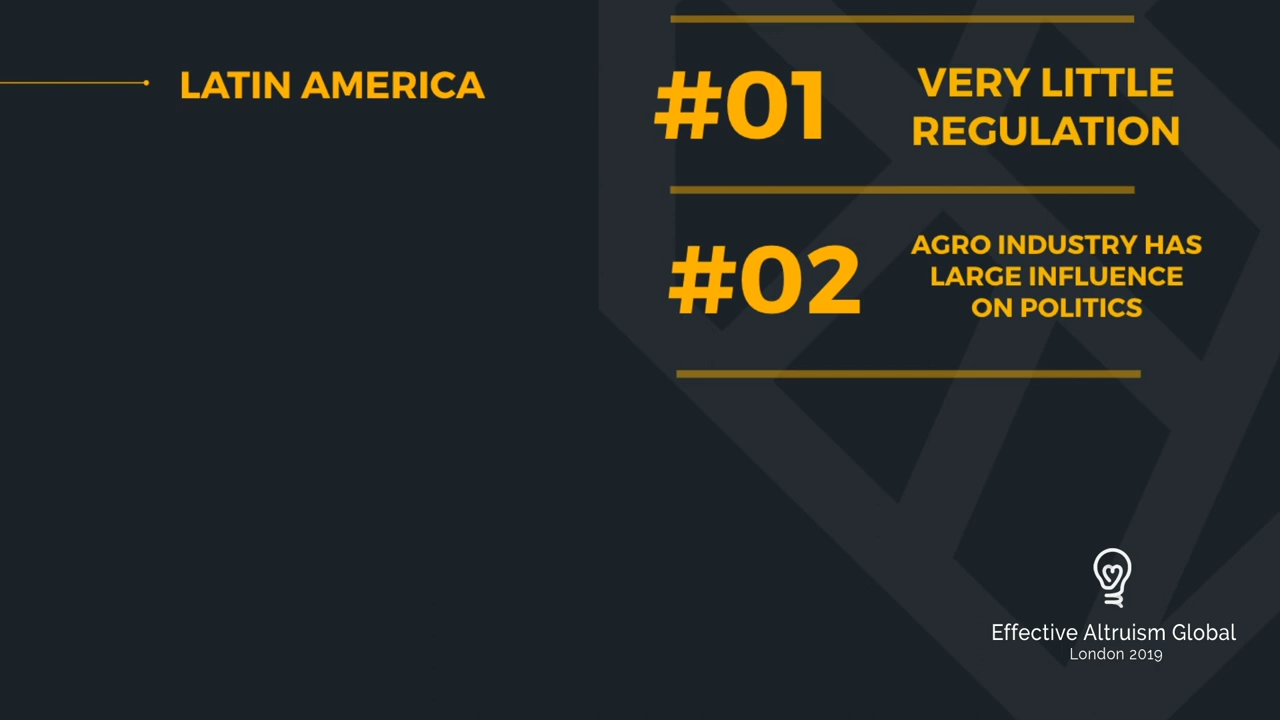 LATIN AMERICA
#01
VERY LITTLE
REGULATION
#02
AGRO INDUSTRY HAS
LARGE INFLUENCE
ON POLITICS
Effective Altruism Global
London 2019